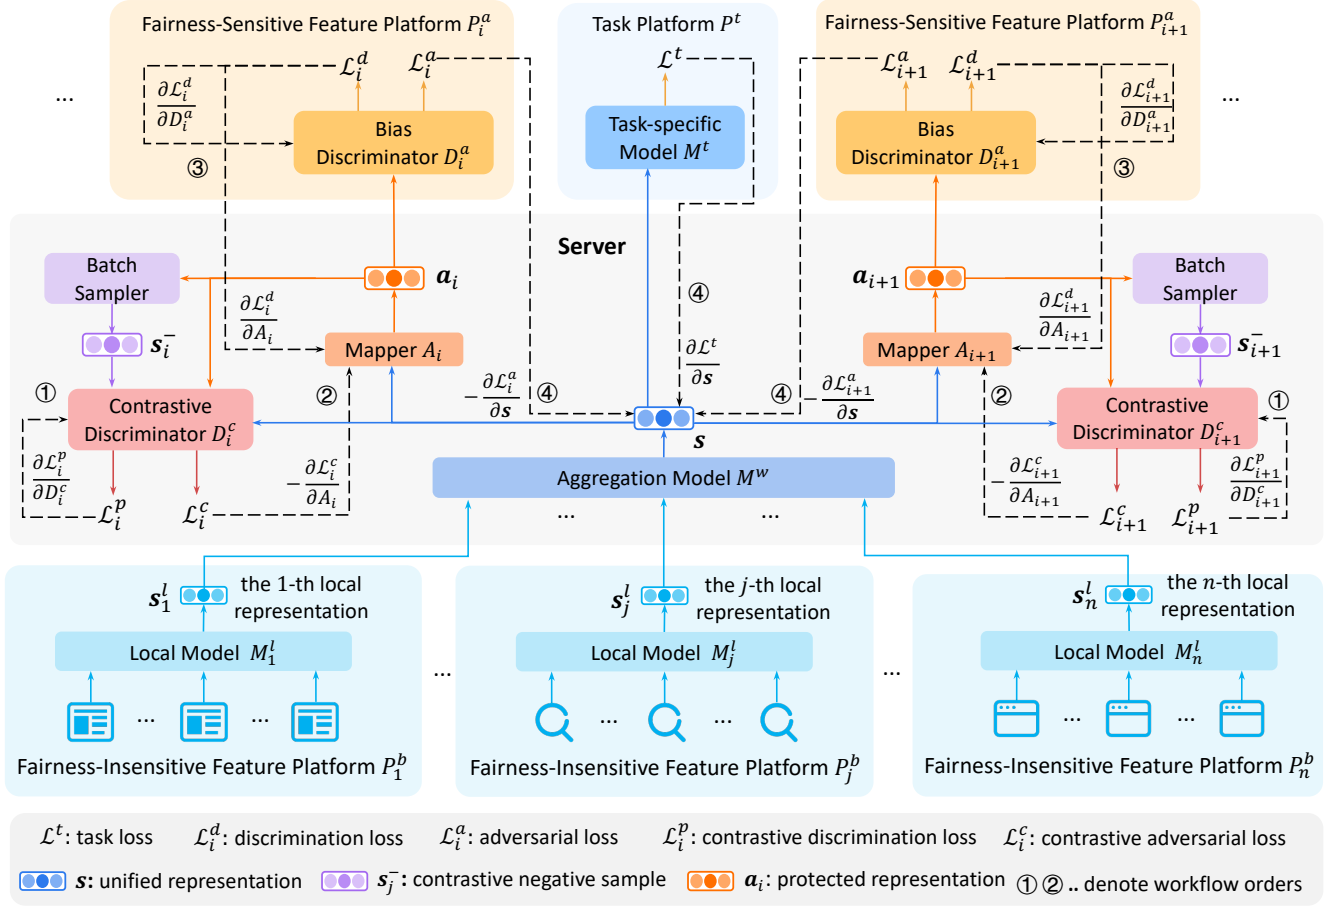 Fairness-Sensitive Feature Platform P_i^a
Task Platform P^t
Fairness-Sensitive Feature Platform P_{i+1}^a
ℒ_i^d
ℒ_i^a
ℒ^t
ℒ_{i+1}^a
ℒ_{i+1}^d
...
∂ℒ_i^d
∂D_i^a
Bias
Discriminator D_i^a
Task-specific
Model M^t
Bias
Discriminator D_{i+1}^a
∂ℒ_{i+1}^d
∂D_{i+1}^a
...
③
③
Server
Batch
Sampler
a_i
a_{i+1}
Batch
Sampler
s_i^-
∂ℒ_i^d
∂A_i
④
∂ℒ_{i+1}^d
∂A_{i+1}
s_{i+1}^-
Mapper A_i
Mapper A_{i+1}
①
②
−∂ℒ_i^a
∂s
④
∂ℒ^t
∂s
④
−∂ℒ_{i+1}^a
∂s
②
①
Contrastive
Discriminator D_i^c
s
Contrastive
Discriminator D_{i+1}^c
∂ℒ_i^p
∂D_i^c
−∂ℒ_i^c
∂A_i
Aggregation Model M^w
−∂ℒ_{i+1}^c
∂A_{i+1}
∂ℒ_{i+1}^p
∂D_{i+1}^c
ℒ_i^p
ℒ_i^c
...
...
ℒ_{i+1}^c
ℒ_{i+1}^p
s_1^l
the 1-th local
representation
s_j^l
the j-th local
representation
s_n^l
the n-th local
representation
Local Model M_1^l
Local Model M_j^l
Local Model M_n^l
...
...
...
...
...
...
...
...
Fairness-Insensitive Feature Platform P_1^b
Fairness-Insensitive Feature Platform P_j^b
Fairness-Insensitive Feature Platform P_n^b
ℒ^t: task loss ℒ_i^d: discrimination loss ℒ_i^a: adversarial loss ℒ_i^p: contrastive discrimination loss ℒ_i^c: contrastive adversarial loss
s: unified representation s_j^-: contrastive negative sample a_i: protected representation ①②.. denote workflow orders